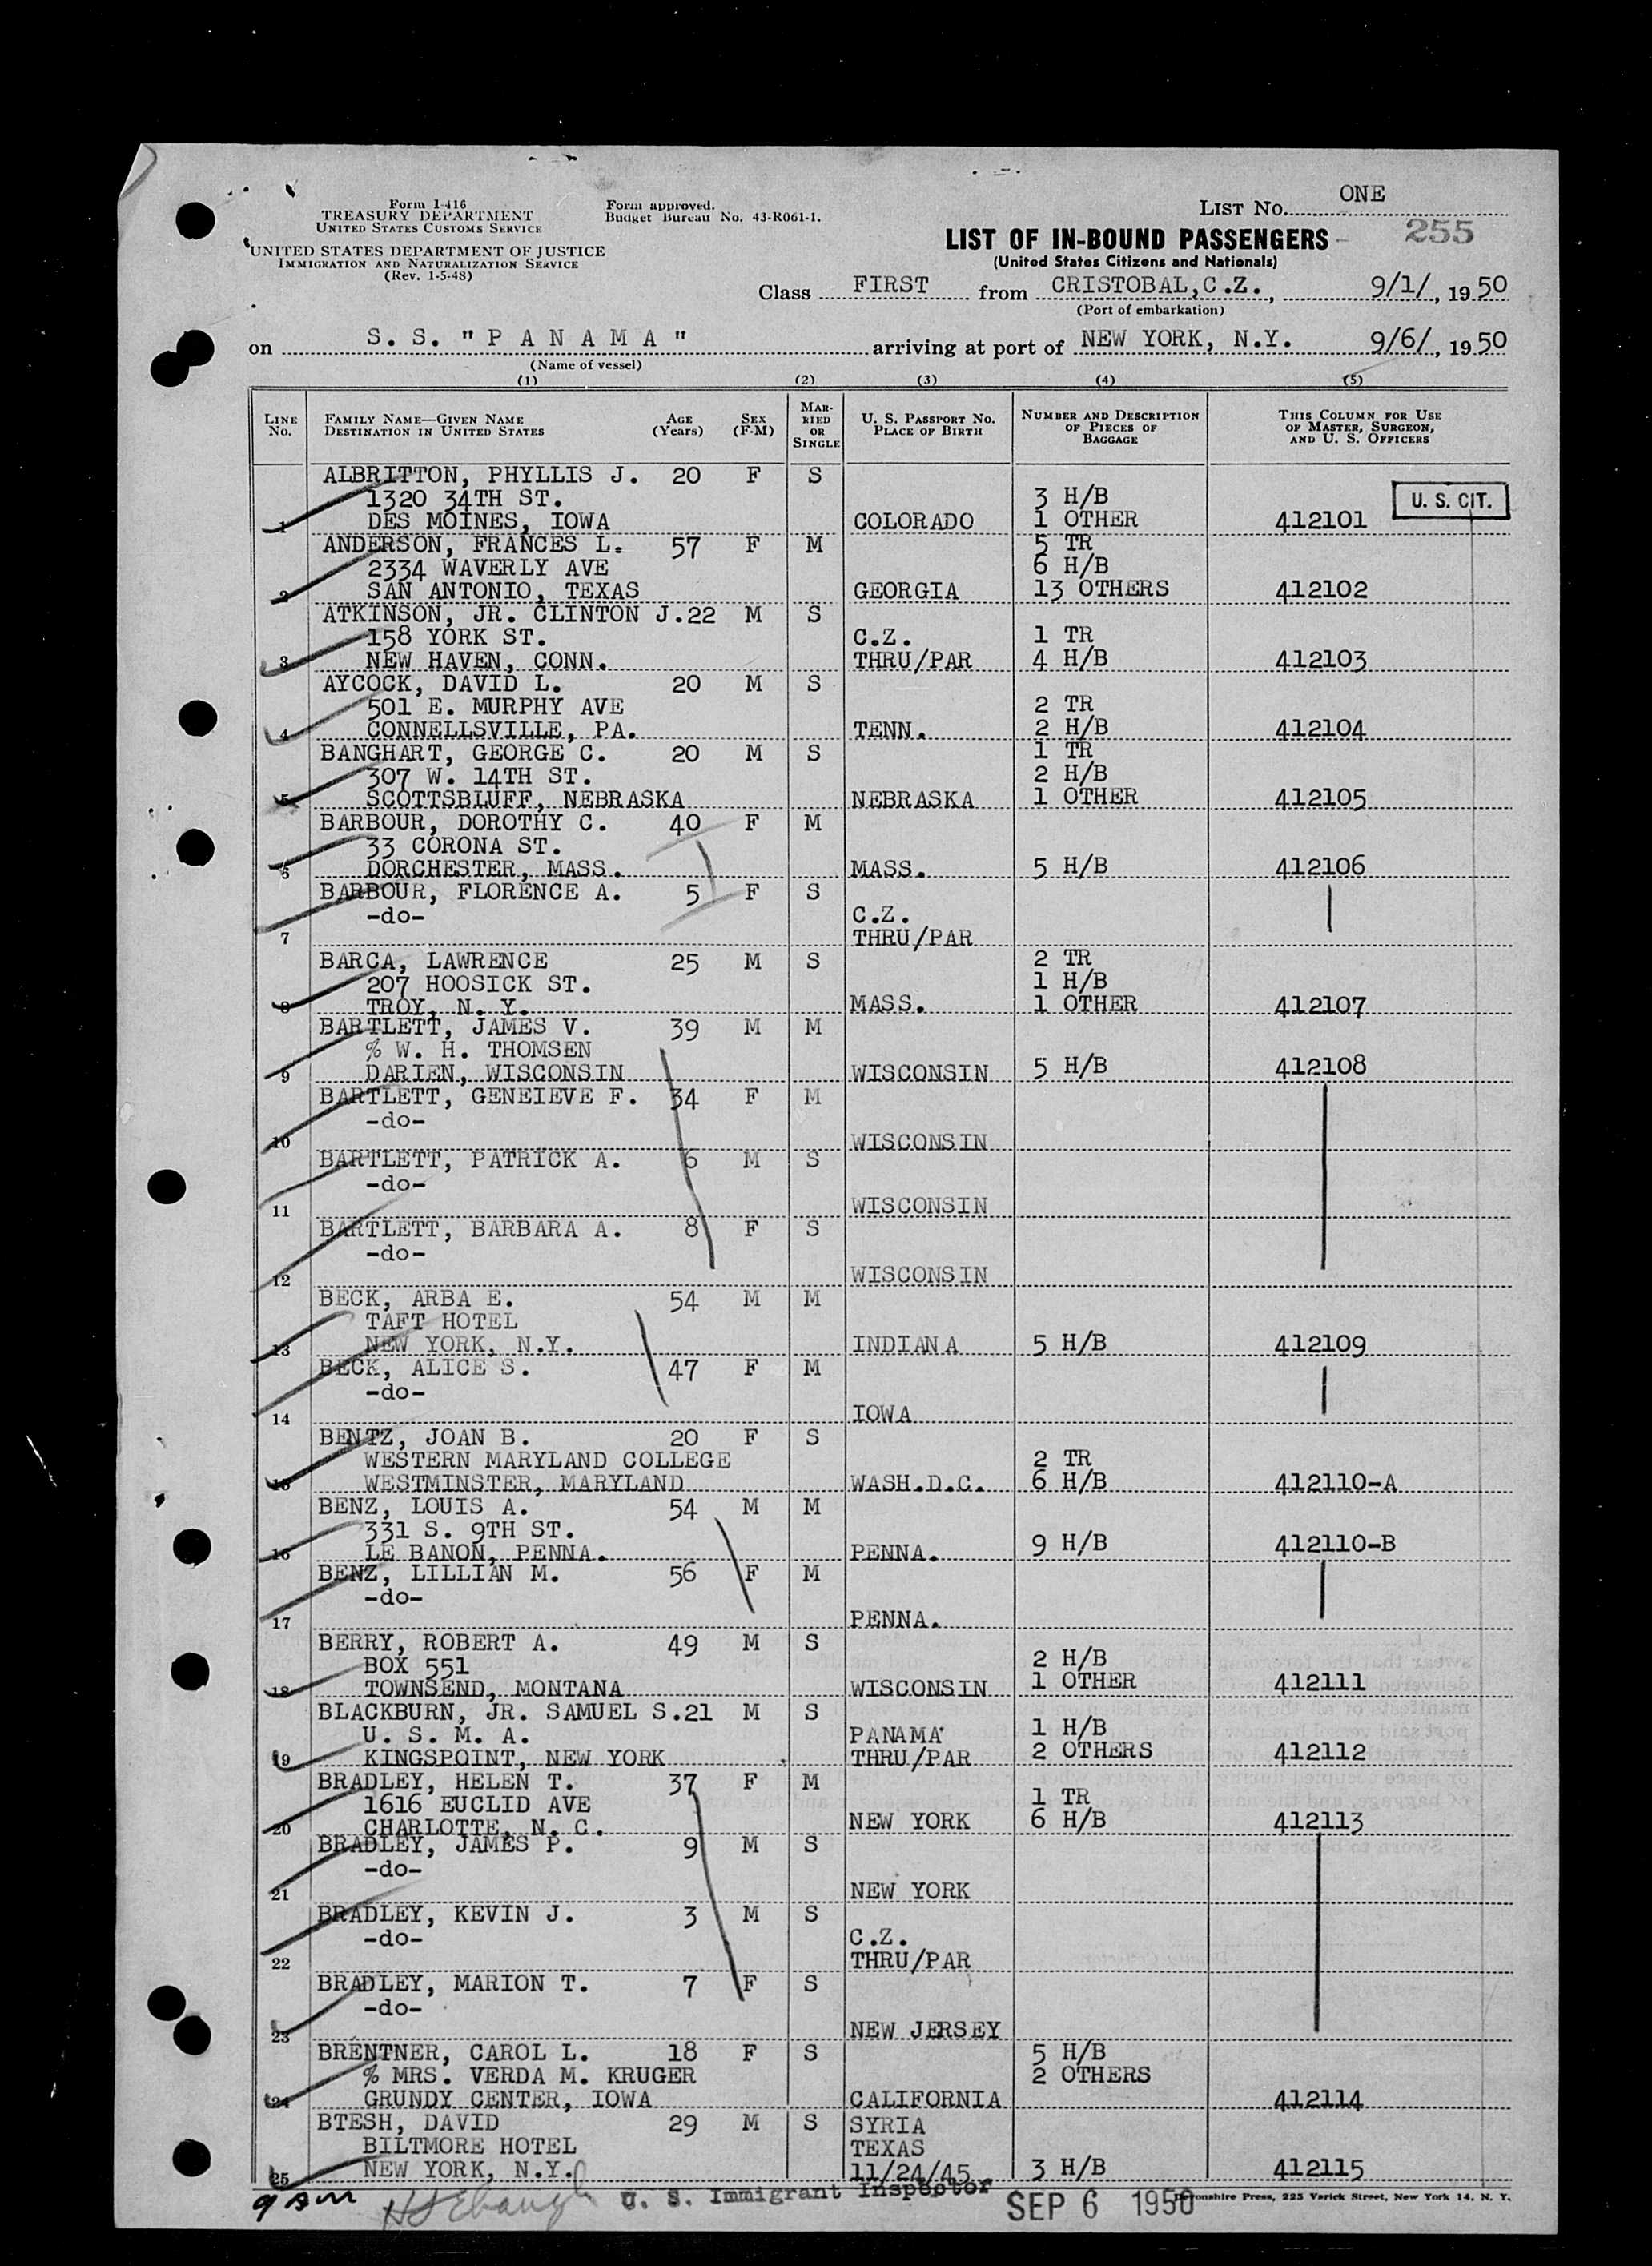 Form I-416
TREASURY DEPARTMENT
UNITED STATES CUSTOMS SERVICE
UNITED STATES DEPARTMENT OF JUSTICE
IMMIGRATION AND NATURALIZATION SERVICE
(Rev. 1-5-48)
Form approved.
Budget Bureau No. 43-R061-1.
LIST NO. ONE
LIST OF IN-BOUND PASSENGERS 255
(United States Citizens and Nationals)
Class FIRST from CRISTOBAL,C.Z., 9/1/, 1950
(Port of embarkation)
on S. S. "P A N A M A" arriving at port of NEW YORK, N.Y. 9/6/, 1950
(Name of vessel)
(1) (2) (3) (4) (5)
LINE NO. FAMILY NAME—GIVEN NAME DESTINATION IN UNITED STATES AGE (Years) SEX (F-M) MARRIED OR SINGLE U. S. PASSPORT NO. PLACE OF BIRTH NUMBER AND DESCRIPTION OF PIECES OF BAGGAGE THIS COLUMN FOR USE OF MASTER, SURGEON, AND U. S. OFFICERS
ALBRITTON, PHYLLIS J. 20 F S
1320 34TH ST. 3 H/B U. S. CIT.
1 DES MOINES, IOWA COLORADO 1 OTHER 412101
ANDERSON, FRANCES L. 57 F M 5 TR
2334 WAVERLY AVE 6 H/B
2 SAN ANTONIO, TEXAS GEORGIA 13 OTHERS 412102
ATKINSON, JR. CLINTON J. 22 M S
158 YORK ST. C.Z. 1 TR
3 NEW HAVEN, CONN. THRU/PAR 4 H/B 412103
AYCOCK, DAVID L. 20 M S
501 E. MURPHY AVE 2 TR
4 CONNELLSVILLE, PA. TENN. 2 H/B 412104
BANGHART, GEORGE C. 20 M S 1 TR
307 W. 14TH ST. 2 H/B
5 SCOTTSBLUFF, NEBRASKA NEBRASKA 1 OTHER 412105
BARBOUR, DOROTHY C. 40 F M
33 CORONA ST.
6 DORCHESTER, MASS. MASS. 5 H/B 412106
BARBOUR, FLORENCE A. 5 F S
-do- C.Z.
7 THRU/PAR
BARCA, LAWRENCE 25 M S 2 TR
207 HOOSICK ST. 1 H/B
8 TROY, N. Y. MASS. 1 OTHER 412107
BARTLETT, JAMES V. 39 M M
% W. H. THOMSEN
9 DARIEN, WISCONSIN WISCONSIN 5 H/B 412108
BARTLETT, GENEIEVE F. 34 F M
-do-
10 WISCONSIN
BARTLETT, PATRICK A. 6 M S
-do-
11 WISCONSIN
BARTLETT, BARBARA A. 8 F S
-do-
12 WISCONSIN
BECK, ARBA E. 54 M M
TAFT HOTEL
13 NEW YORK, N.Y. INDIANA 5 H/B 412109
BECK, ALICE S. 47 F M
-do-
14 IOWA
BENTZ, JOAN B. 20 F S
WESTERN MARYLAND COLLEGE 2 TR
15 WESTMINSTER, MARYLAND WASH.D.C. 6 H/B 412110-A
BENZ, LOUIS A. 54 M M
331 S. 9TH ST.
16 LE BANON, PENNA. PENNA. 9 H/B 412110-B
BENZ, LILLIAN M. 56 F M
-do-
17 PENNA.
BERRY, ROBERT A. 49 M S
BOX 551 2 H/B
18 TOWNSEND, MONTANA WISCONSIN 1 OTHER 412111
BLACKBURN, JR. SAMUEL S. 21 M S
U. S. M. A. PANAMA 1 H/B
19 KINGSPOINT, NEW YORK THRU/PAR 2 OTHERS 412112
BRADLEY, HELEN T. 37 F M
1616 EUCLID AVE 1 TR
20 CHARLOTTE, N. C. NEW YORK 6 H/B 412113
BRADLEY, JAMES P. 9 M S
-do-
21 NEW YORK
BRADLEY, KEVIN J. 3 M S
-do- C.Z.
22 THRU/PAR
BRADLEY, MARION T. 7 F S
-do-
23 NEW JERSEY
BRENTNER, CAROL L. 18 F S 5 H/B
% MRS. VERDA M. KRUGER 2 OTHERS
24 GRUNDY CENTER, IOWA CALIFORNIA 412114
BTESH, DAVID 29 M S SYRIA
BILTMORE HOTEL TEXAS
25 NEW YORK, N.Y. 11/24/45 3 H/B 412115
9 am U. S. Immigrant Inspector SEP 6 1950 Devonshire Press, 225 Varick Street, New York 14, N. Y.